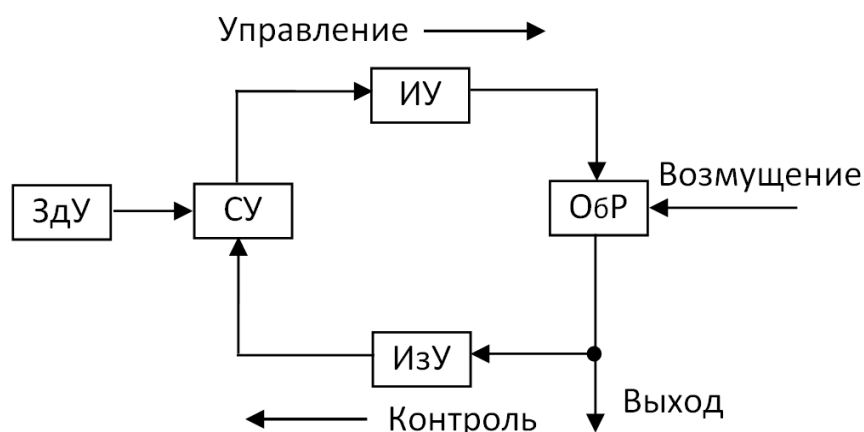 Управление
ИУ
ЗдУ
СУ
ОбР
Возмущение
ИзУ
Контроль
Выход